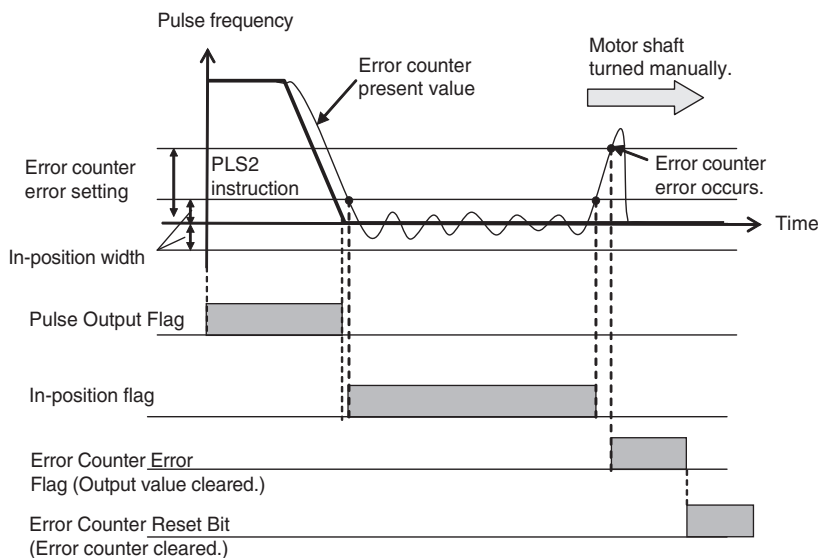 Pulse frequency
Motor shaft
turned manually.
Error counter
present value
Error counter
error setting
PLS2
instruction
Error counter
error occurs.
Time
In-position width
Pulse Output Flag
In-position flag
Error Counter Error
Flag (Output value cleared.)
Error Counter Reset Bit
(Error counter cleared.)